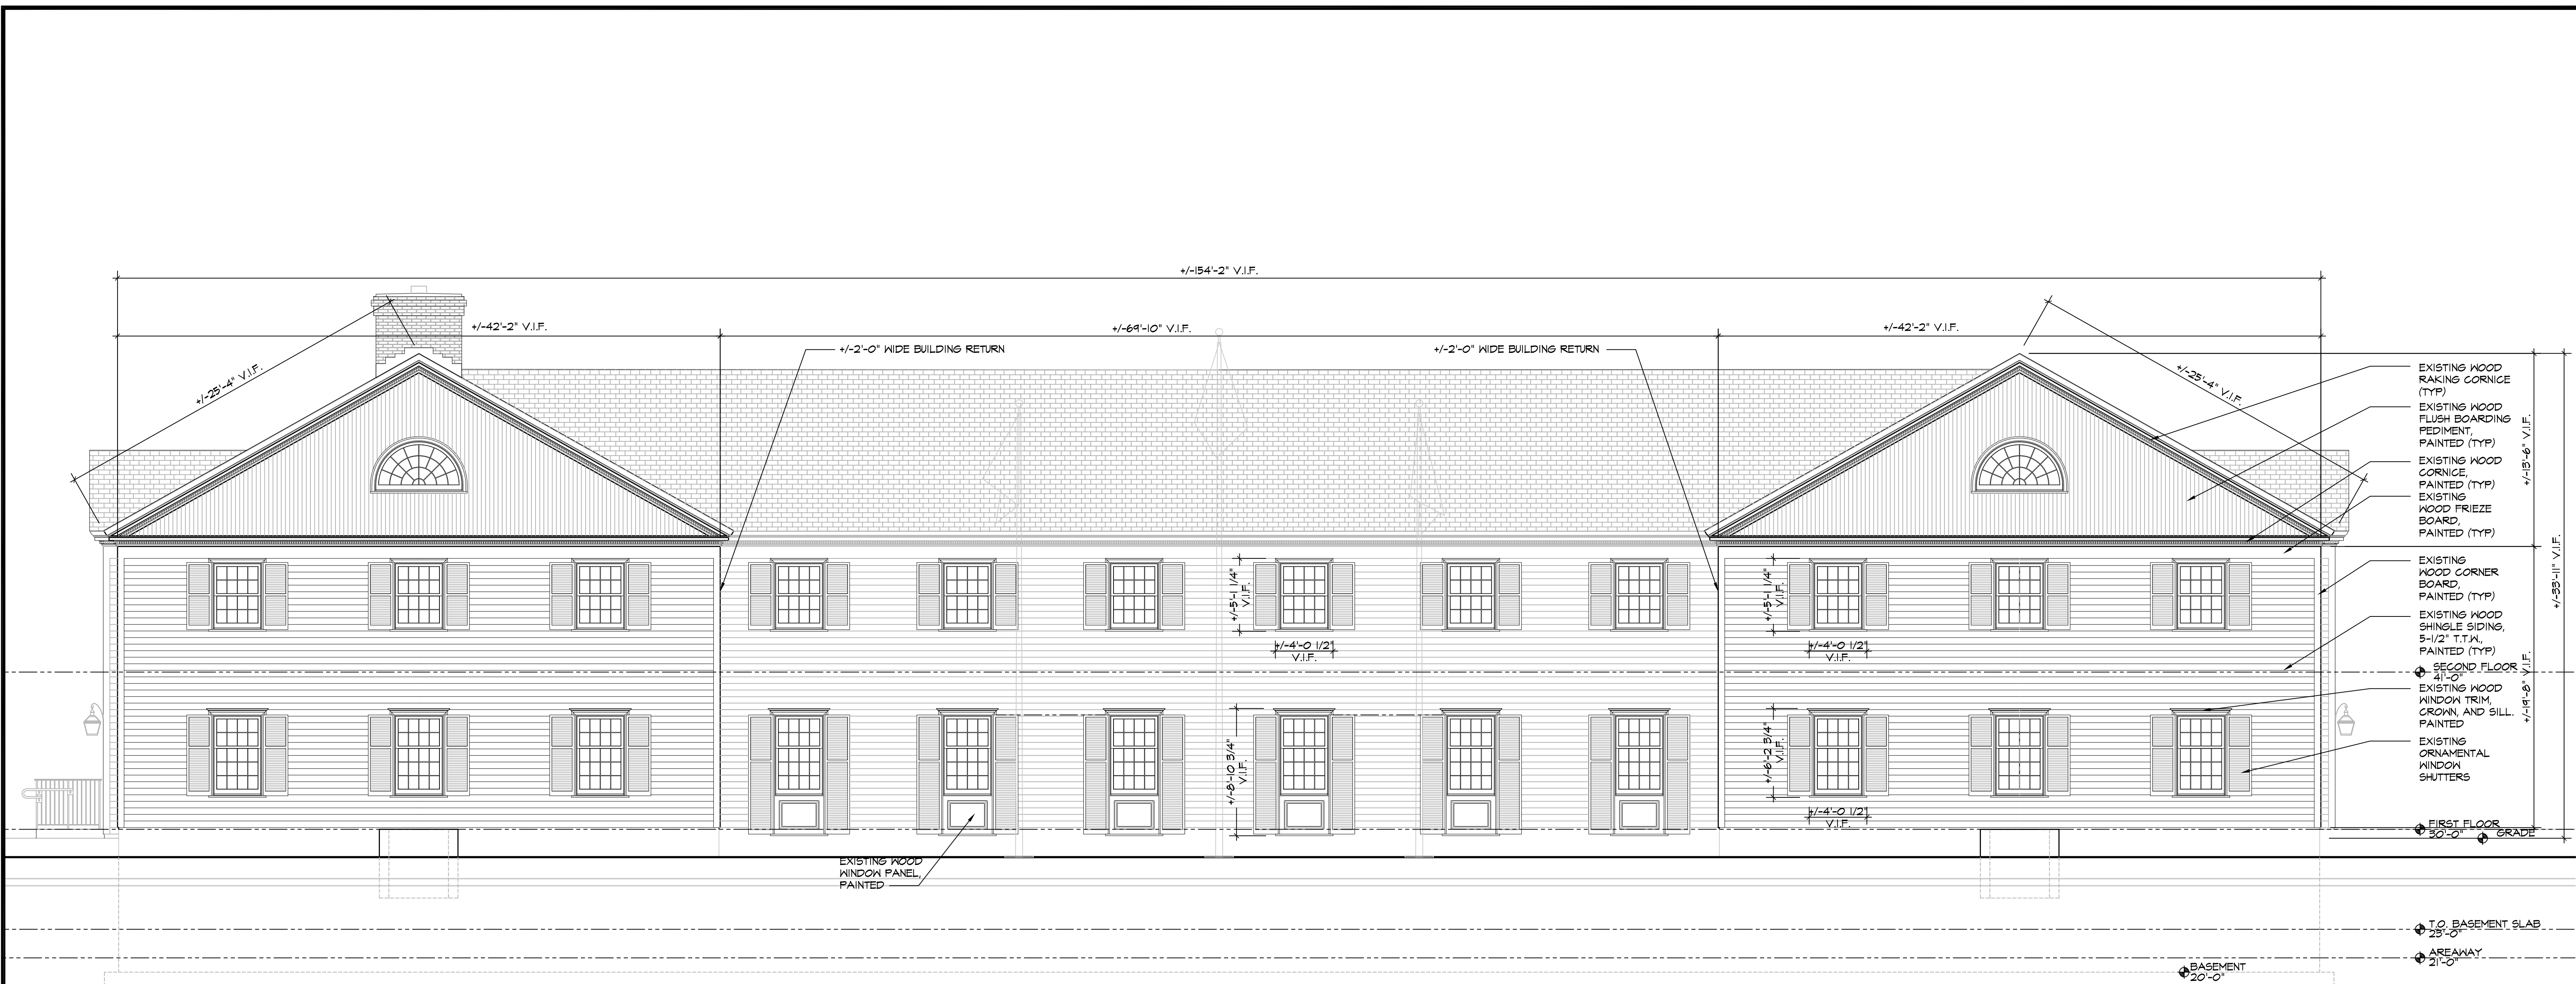 +/-154'-2" V.I.F.
+/-42'-2" V.I.F.
+/-69'-10" V.I.F.
+/-42'-2" V.I.F.
+/-2'-0" WIDE BUILDING RETURN
+/-2'-0" WIDE BUILDING RETURN
+/-25'-4" V.I.F.
+/-25'-4" V.I.F.
EXISTING WOOD
RAKING CORNICE
(TYP)
EXISTING WOOD
FLUSH BOARDING
PEDIMENT,
PAINTED (TYP)
EXISTING WOOD
CORNICE,
PAINTED (TYP)
EXISTING
WOOD FRIEZE
BOARD,
PAINTED (TYP)
+/-13'-6" V.I.F.
+/-33'-11" V.I.F.
EXISTING
WOOD CORNER
BOARD,
PAINTED (TYP)
EXISTING WOOD
SHINGLE SIDING,
5-1/2" T.T.W.,
PAINTED (TYP)
SECOND FLOOR
41'-0"
+/-19'-8" V.I.F.
EXISTING WOOD
WINDOW TRIM,
CROWN, AND SILL.
PAINTED
EXISTING
ORNAMENTAL
WINDOW
SHUTTERS
+/-5'-1 1/4"
V.I.F.
+/-4'-0 1/2"
V.I.F.
+/-5'-1 1/4"
V.I.F.
+/-4'-0 1/2"
V.I.F.
+/-8'-10 3/4"
V.I.F.
+/-6'-2 3/4"
V.I.F.
+/-4'-0 1/2"
V.I.F.
FIRST FLOOR
30'-0"
GRADE
EXISTING WOOD
WINDOW PANEL,
PAINTED
T.O. BASEMENT SLAB
23'-0"
AREAWAY
21'-0"
BASEMENT
20'-0"